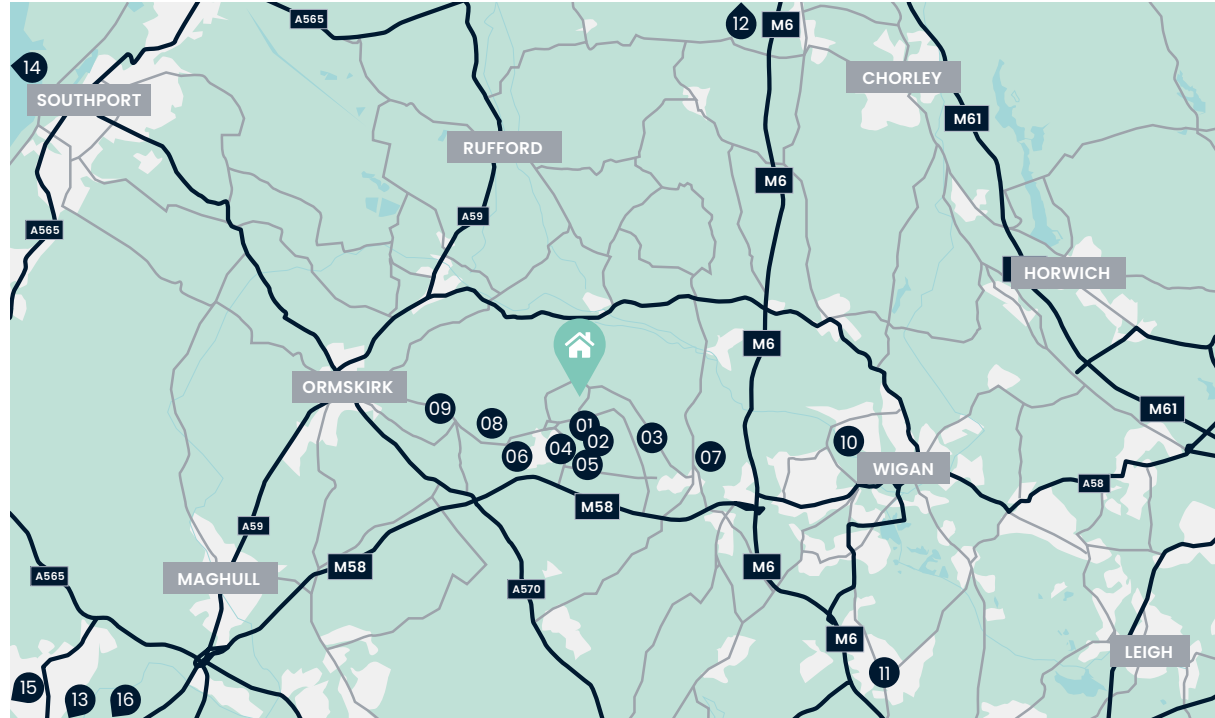 A565
12
M6
14
CHORLEY
SOUTHPORT
M61
RUFFORD
M6
A59
A565
HORWICH
M6
ORMSKIRK
09
M61
08
01
02
03
10
04
06
05
07
WIGAN
A58
M58
A59
M58
M6
A565
MAGHULL
A570
M6
LEIGH
11
15
13
16